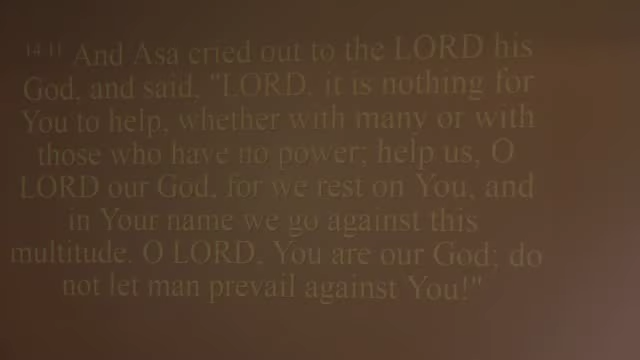 14:11 And Asa cried out to the LORD his
God, and said, "LORD, it is nothing for
You to help, whether with many or with
those who have no power; help us, O
LORD our God, for we rest on You, and
in Your name we go against this
multitude. O LORD, You are our God; do
not let man prevail against You!"